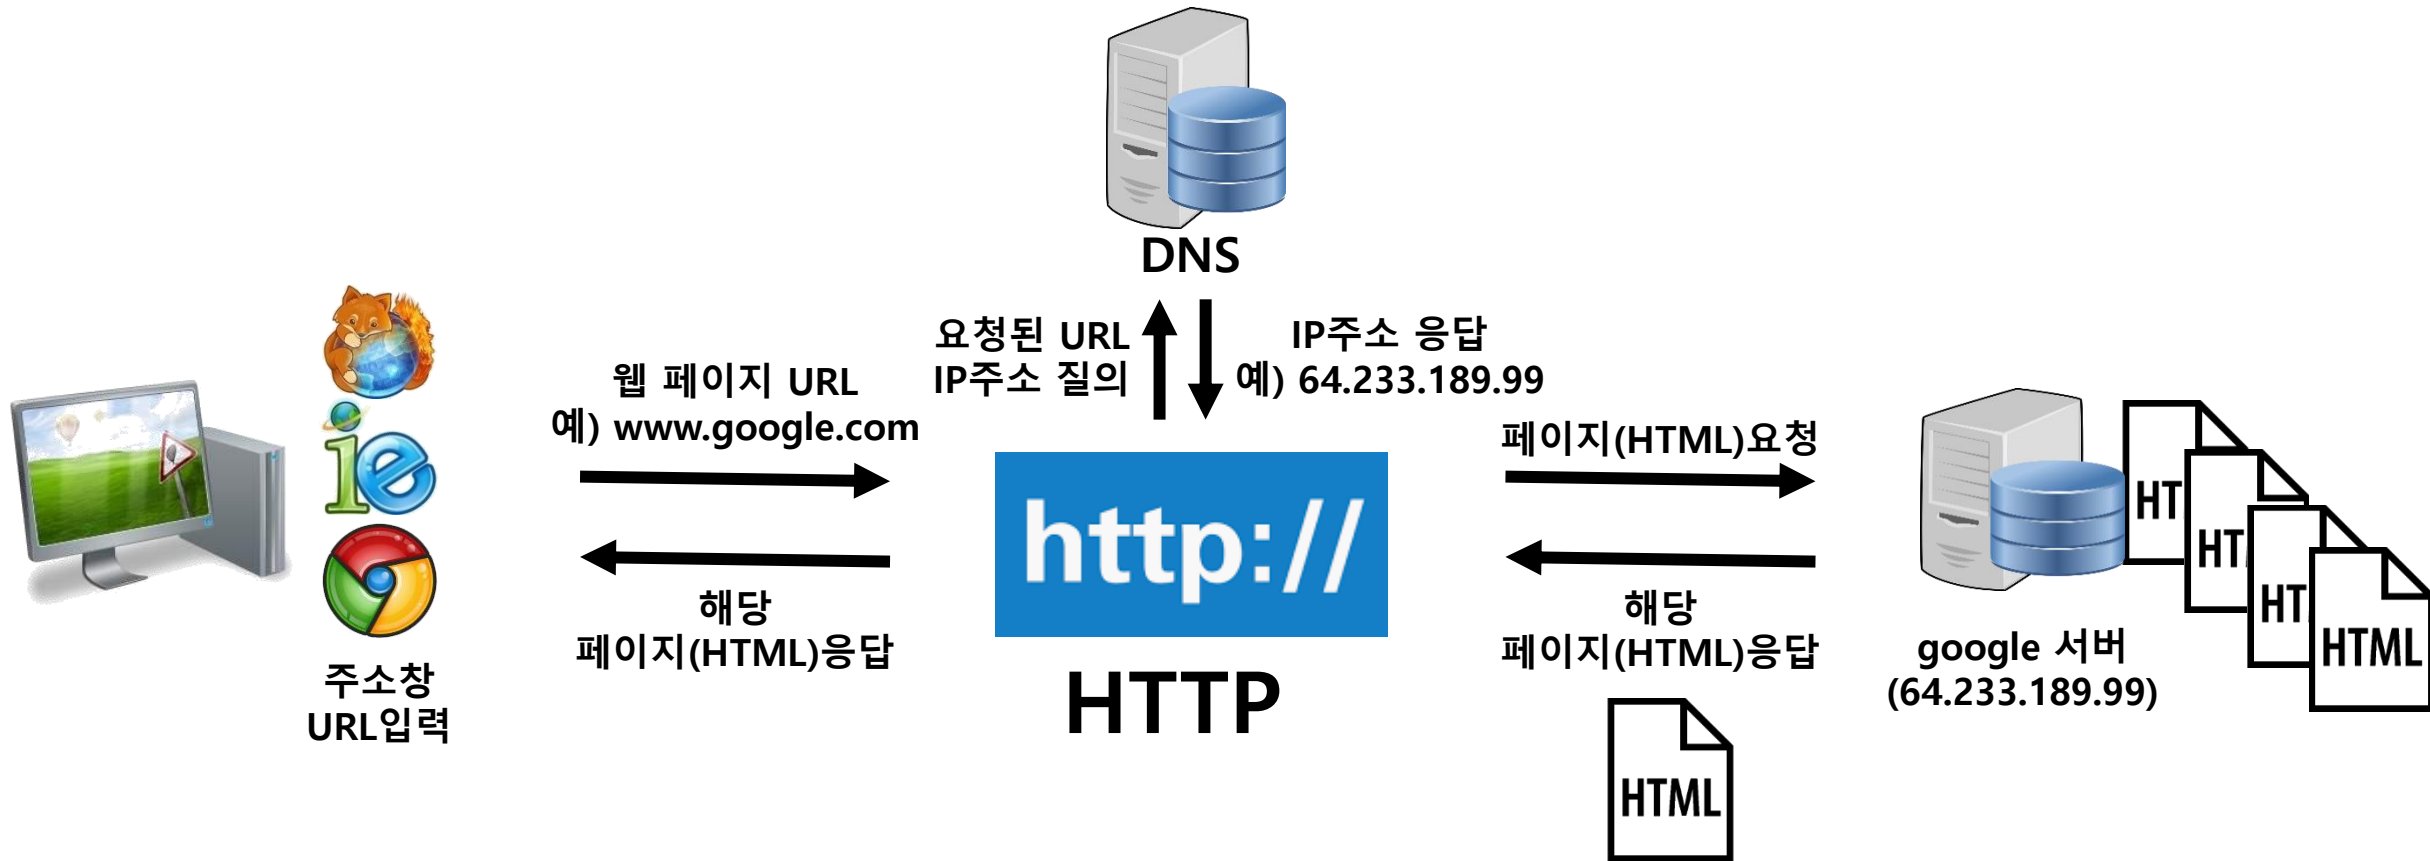 DNS
요청된 URL
IP주소 질의
IP주소 응답
예) 64.233.189.99
웹 페이지 URL
예) www.google.com
페이지(HTML)요청
http://
HTTP
해당
페이지(HTML)응답
해당
페이지(HTML)응답
주소창
URL입력
google 서버
(64.233.189.99)
HT
HTM
HTM
HTML
HTML